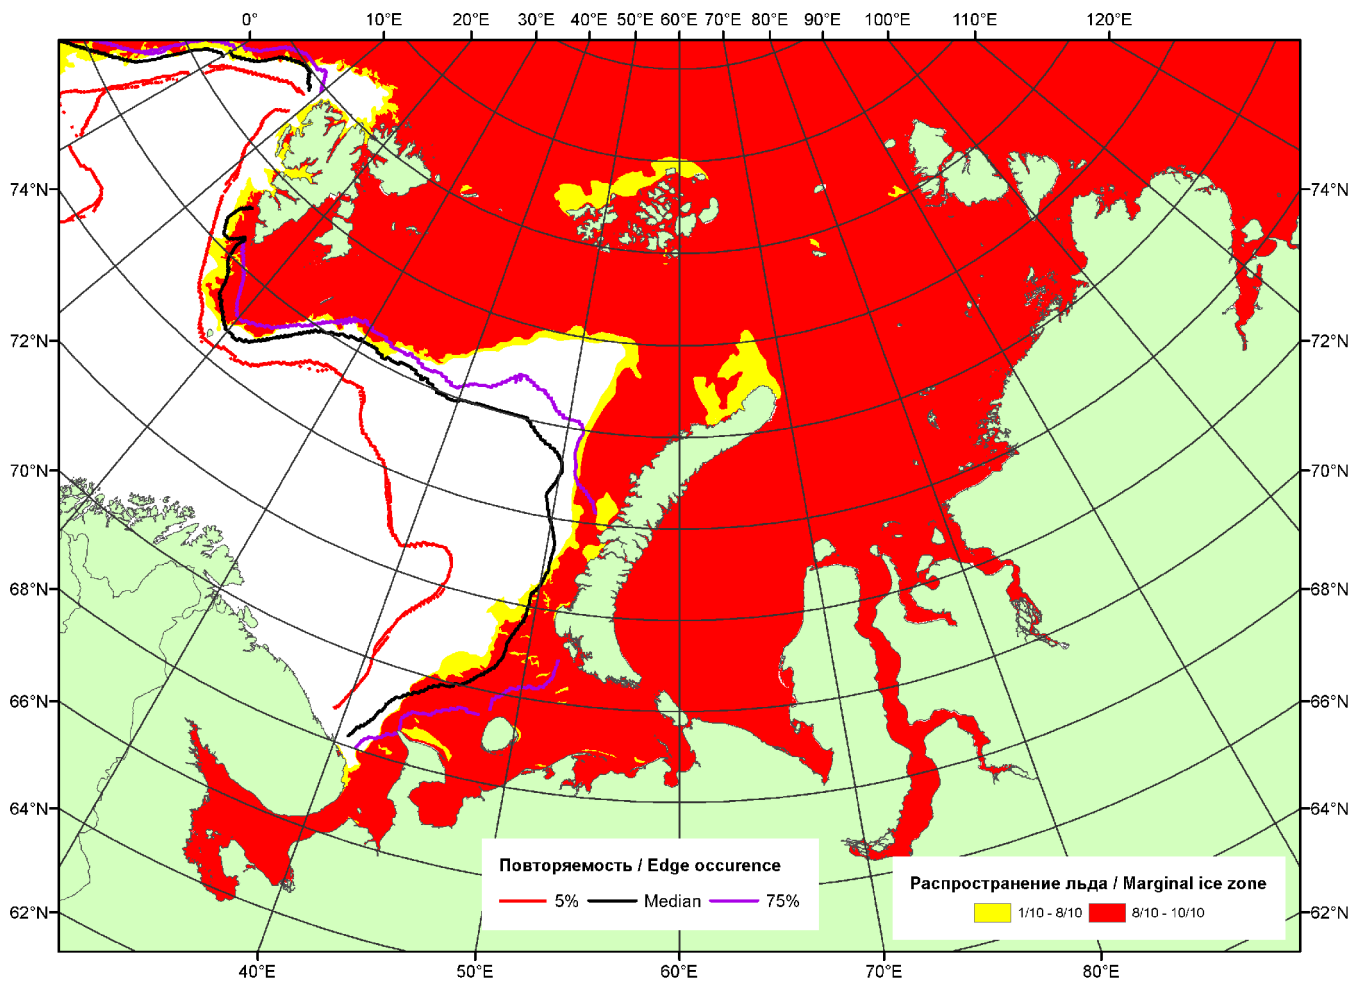 0° 10°E 20°E 30°E 40°E 50°E 60°E 70°E 80°E 90°E 100°E 110°E 120°E
74°N 74°N
72°N 72°N
70°N 70°N
68°N 68°N
66°N 66°N
64°N 64°N
62°N 62°N
Повторяемость / Edge occurence
5% Median 75%
Распространение льда / Marginal ice zone
1/10 - 8/10 8/10 - 10/10
40°E 50°E 60°E 70°E 80°E